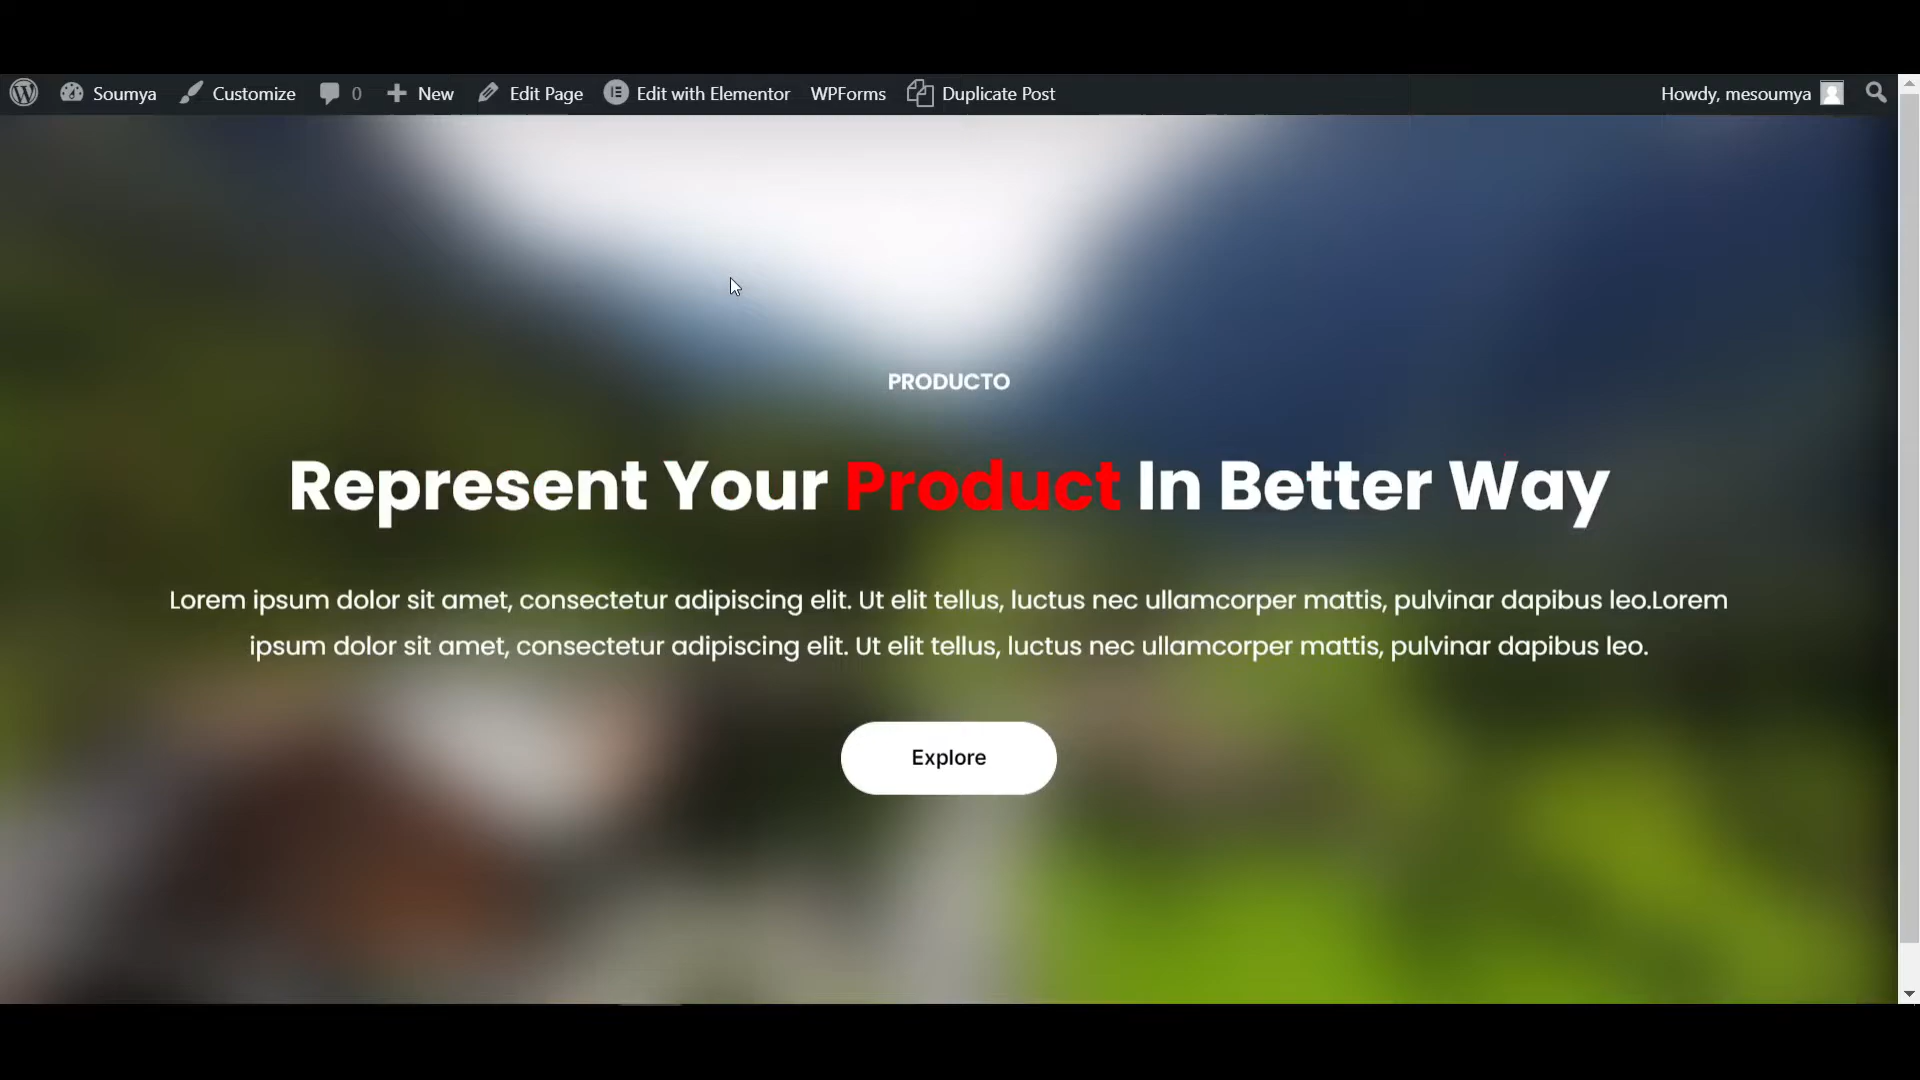 Soumya Customize 0 New Edit Page Edit with Elementor WPForms Duplicate Post Howdy, mesoumya
PRODUCTO
Represent Your Product In Better Way
Lorem ipsum dolor sit amet, consectetur adipiscing elit. Ut elit tellus, luctus nec ullamcorper mattis, pulvinar dapibus leo.Lorem
ipsum dolor sit amet, consectetur adipiscing elit. Ut elit tellus, luctus nec ullamcorper mattis, pulvinar dapibus leo.
Explore